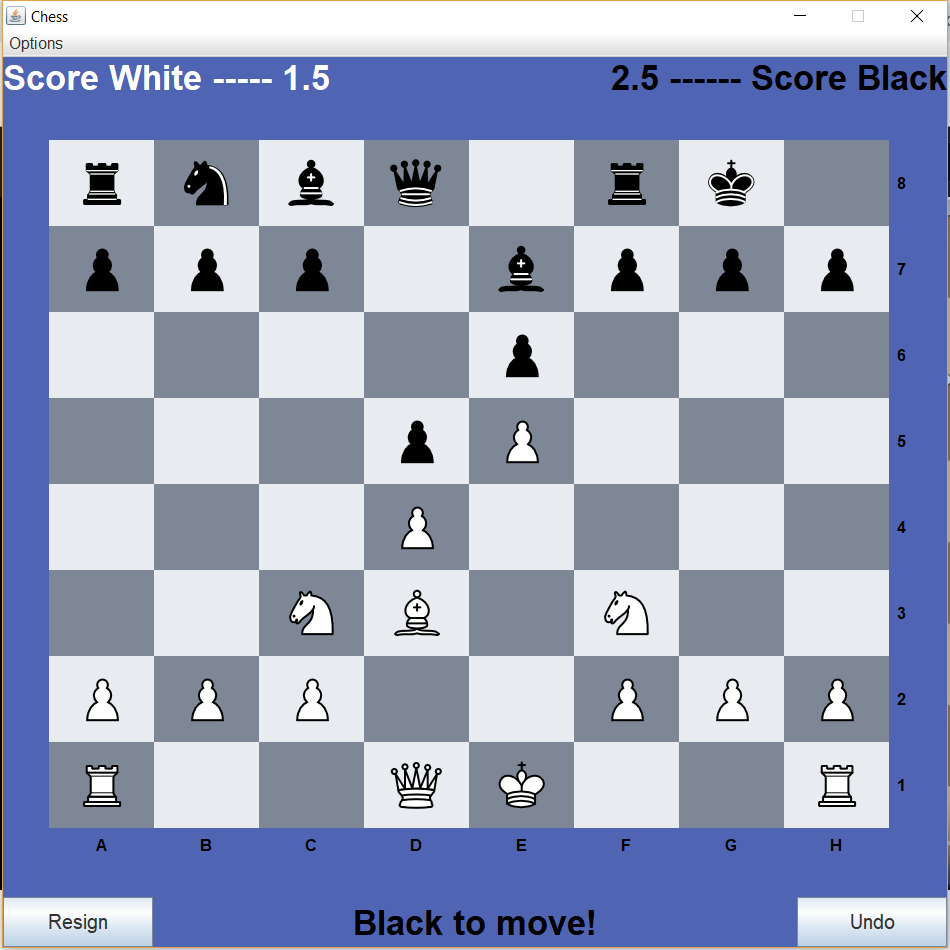 Chess
Options
Score White ----- 1.5
2.5 ------ Score Black
8
7
6
5
4
3
2
1
A B C D E F G H
Resign
Black to move!
Undo